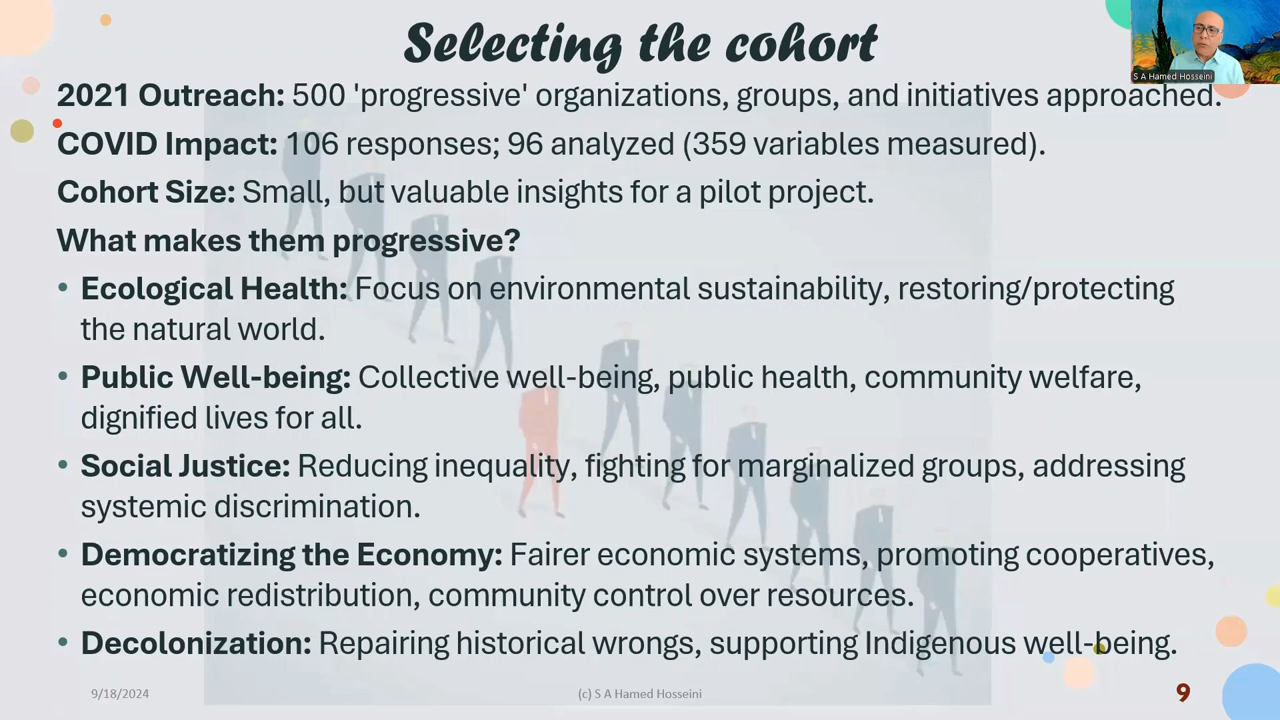 Selecting the cohort
S A Hamed Hosseini
2021 Outreach: 500 'progressive' organizations, groups, and initiatives approached.
COVID Impact: 106 responses; 96 analyzed (359 variables measured).
Cohort Size: Small, but valuable insights for a pilot project.
What makes them progressive?
• Ecological Health: Focus on environmental sustainability, restoring/protecting
the natural world.
• Public Well-being: Collective well-being, public health, community welfare,
dignified lives for all.
• Social Justice: Reducing inequality, fighting for marginalized groups, addressing
systemic discrimination.
• Democratizing the Economy: Fairer economic systems, promoting cooperatives,
economic redistribution, community control over resources.
• Decolonization: Repairing historical wrongs, supporting Indigenous well-being.
9/18/2024
(c) S A Hamed Hosseini
9